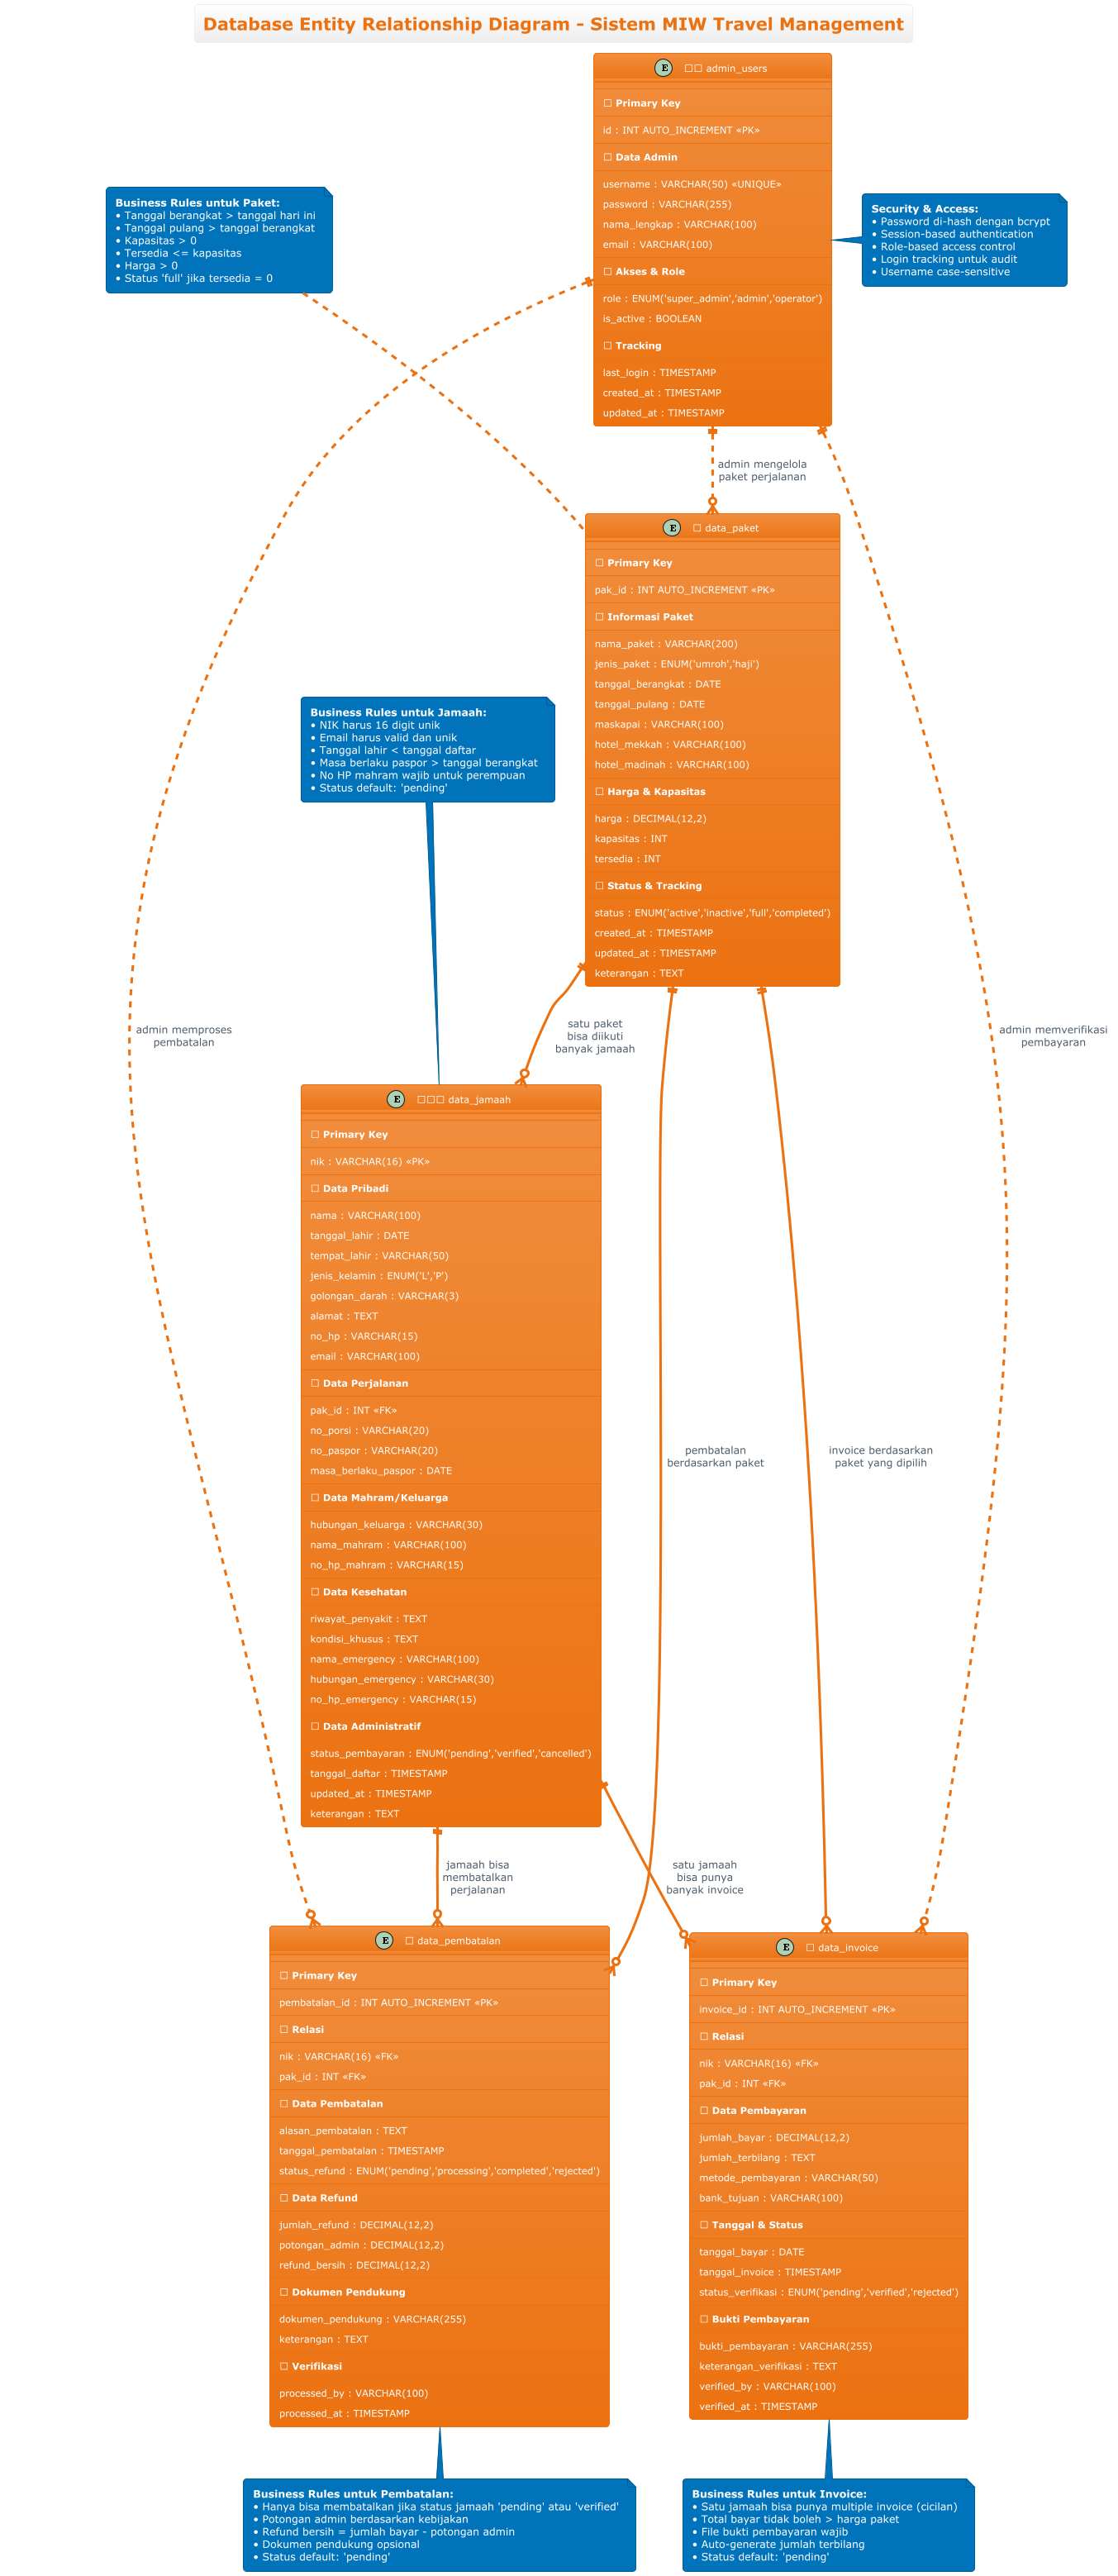 Database Entity Relationship Diagram - Sistem MIW Travel Management
admin_users
Primary Key
id : INT AUTO_INCREMENT «PK»
Data Admin
username : VARCHAR(50) «UNIQUE»
password : VARCHAR(255)
nama_lengkap : VARCHAR(100)
email : VARCHAR(100)
Akses & Role
role : ENUM('super_admin','admin','operator')
is_active : BOOLEAN
Tracking
last_login : TIMESTAMP
created_at : TIMESTAMP
updated_at : TIMESTAMP
Business Rules untuk Paket:
• Tanggal berangkat > tanggal hari ini
• Tanggal pulang > tanggal berangkat
• Kapasitas > 0
• Tersedia <= kapasitas
• Harga > 0
• Status 'full' jika tersedia = 0
Security & Access:
• Password di-hash dengan bcrypt
• Session-based authentication
• Role-based access control
• Login tracking untuk audit
• Username case-sensitive
admin mengelola
paket perjalanan
data_paket
Primary Key
pak_id : INT AUTO_INCREMENT «PK»
Informasi Paket
nama_paket : VARCHAR(200)
jenis_paket : ENUM('umroh','haji')
tanggal_berangkat : DATE
tanggal_pulang : DATE
maskapai : VARCHAR(100)
hotel_mekkah : VARCHAR(100)
hotel_madinah : VARCHAR(100)
Harga & Kapasitas
harga : DECIMAL(12,2)
kapasitas : INT
tersedia : INT
Status & Tracking
status : ENUM('active','inactive','full','completed')
created_at : TIMESTAMP
updated_at : TIMESTAMP
keterangan : TEXT
Business Rules untuk Jamaah:
• NIK harus 16 digit unik
• Email harus valid dan unik
• Tanggal lahir < tanggal daftar
• Masa berlaku paspor > tanggal berangkat
• No HP mahram wajib untuk perempuan
• Status default: 'pending'
admin memproses
pembatalan
satu paket
bisa diikuti
banyak jamaah
admin memverifikasi
pembayaran
data_jamaah
Primary Key
nik : VARCHAR(16) «PK»
Data Pribadi
nama : VARCHAR(100)
tanggal_lahir : DATE
tempat_lahir : VARCHAR(50)
jenis_kelamin : ENUM('L','P')
golongan_darah : VARCHAR(3)
alamat : TEXT
no_hp : VARCHAR(15)
email : VARCHAR(100)
Data Perjalanan
pak_id : INT «FK»
no_porsi : VARCHAR(20)
no_paspor : VARCHAR(20)
masa_berlaku_paspor : DATE
Data Mahram/Keluarga
hubungan_keluarga : VARCHAR(30)
nama_mahram : VARCHAR(100)
no_hp_mahram : VARCHAR(15)
Data Kesehatan
riwayat_penyakit : TEXT
kondisi_khusus : TEXT
nama_emergency : VARCHAR(100)
hubungan_emergency : VARCHAR(30)
no_hp_emergency : VARCHAR(15)
Data Administratif
status_pembayaran : ENUM('pending','verified','cancelled')
tanggal_daftar : TIMESTAMP
updated_at : TIMESTAMP
keterangan : TEXT
pembatalan
berdasarkan paket
invoice berdasarkan
paket yang dipilih
jamaah bisa
membatalkan
perjalanan
satu jamaah
bisa punya
banyak invoice
data_pembatalan
Primary Key
pembatalan_id : INT AUTO_INCREMENT «PK»
Relasi
nik : VARCHAR(16) «FK»
pak_id : INT «FK»
Data Pembatalan
alasan_pembatalan : TEXT
tanggal_pembatalan : TIMESTAMP
status_refund : ENUM('pending','processing','completed','rejected')
Data Refund
jumlah_refund : DECIMAL(12,2)
potongan_admin : DECIMAL(12,2)
refund_bersih : DECIMAL(12,2)
Dokumen Pendukung
dokumen_pendukung : VARCHAR(255)
keterangan : TEXT
Verifikasi
processed_by : VARCHAR(100)
processed_at : TIMESTAMP
data_invoice
Primary Key
invoice_id : INT AUTO_INCREMENT «PK»
Relasi
nik : VARCHAR(16) «FK»
pak_id : INT «FK»
Data Pembayaran
jumlah_bayar : DECIMAL(12,2)
jumlah_terbilang : TEXT
metode_pembayaran : VARCHAR(50)
bank_tujuan : VARCHAR(100)
Tanggal & Status
tanggal_bayar : DATE
tanggal_invoice : TIMESTAMP
status_verifikasi : ENUM('pending','verified','rejected')
Bukti Pembayaran
bukti_pembayaran : VARCHAR(255)
keterangan_verifikasi : TEXT
verified_by : VARCHAR(100)
verified_at : TIMESTAMP
Business Rules untuk Pembatalan:
• Hanya bisa membatalkan jika status jamaah 'pending' atau 'verified'
• Potongan admin berdasarkan kebijakan
• Refund bersih = jumlah bayar - potongan admin
• Dokumen pendukung opsional
• Status default: 'pending'
Business Rules untuk Invoice:
• Satu jamaah bisa punya multiple invoice (cicilan)
• Total bayar tidak boleh > harga paket
• File bukti pembayaran wajib
• Auto-generate jumlah terbilang
• Status default: 'pending'